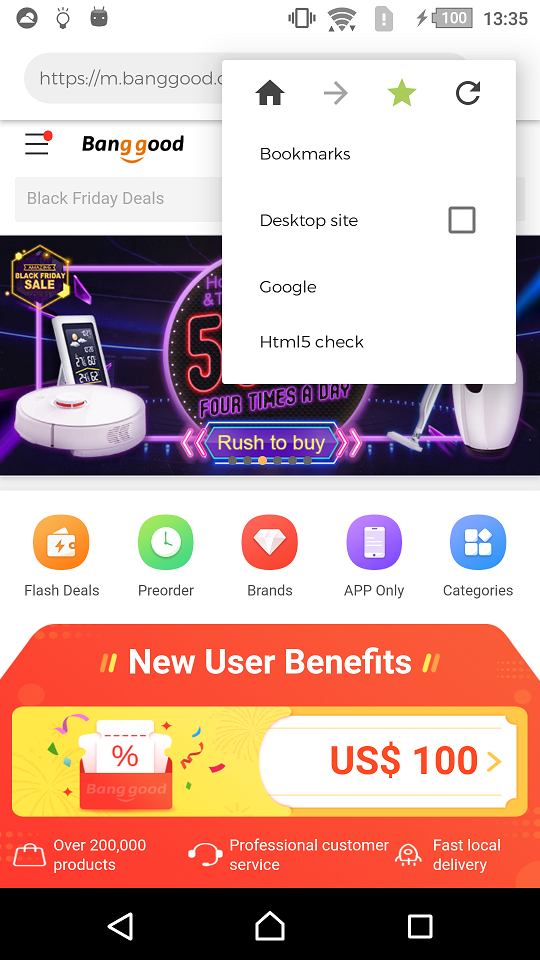 100 13:35
https://m.banggood.c
Bookmarks
Desktop site
Google
Html5 check
Banggood
Black Friday Deals
AMAZING
BLACK FRIDAY
SALE
FOUR TIMES A DAY
Rush to buy
Flash Deals
Preorder
Brands
APP Only
Categories
New User Benefits
%
Banggood
US$ 100
Over 200,000
products
Professional customer
service
Fast local
delivery